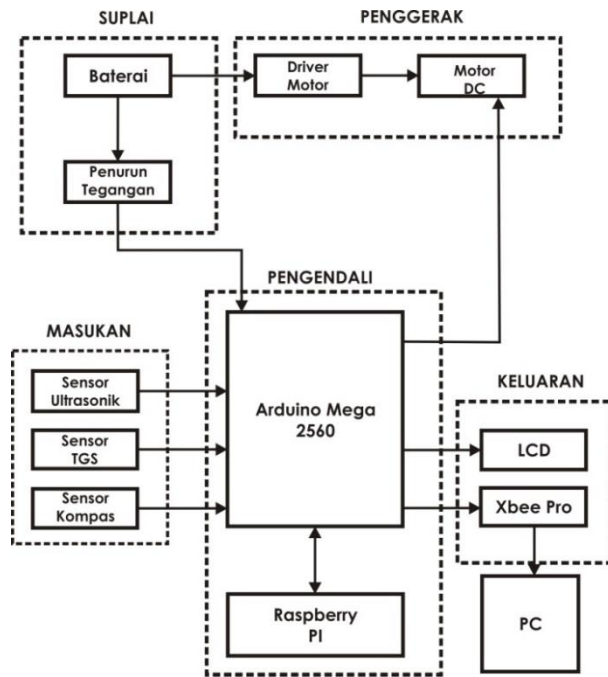 SUPLAI
PENGGERAK
Baterai
Driver
Motor
Motor
DC
Penurun
Tegangan
PENGENDALI
MASUKAN
Sensor
Ultrasonik
Sensor
TGS
Sensor
Kompas
Arduino Mega
2560
KELUARAN
LCD
Xbee Pro
Raspberry
PI
PC